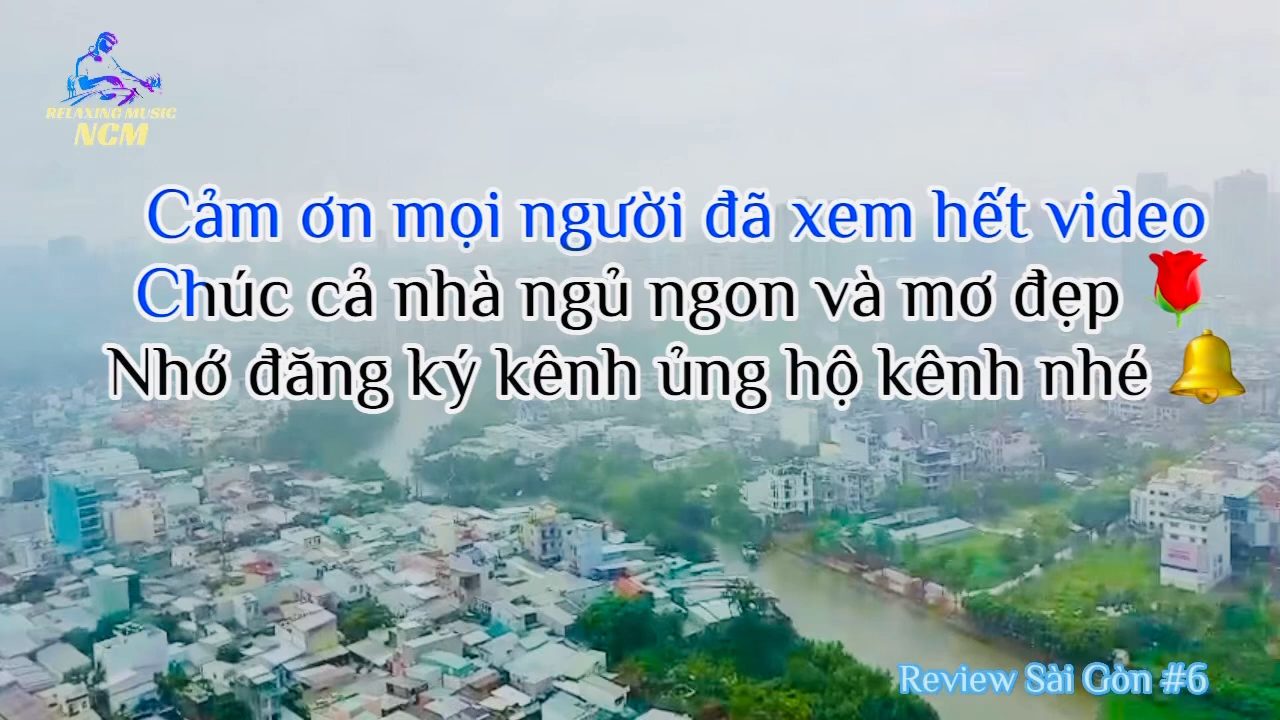 RELAXING MUSIC
NCM
Cảm ơn mọi người đã xem hết video
Chúc cả nhà ngủ ngon và mơ đẹp 🌹
Nhớ đăng ký kênh ủng hộ kênh nhé 🔔
Review Sài Gòn #6